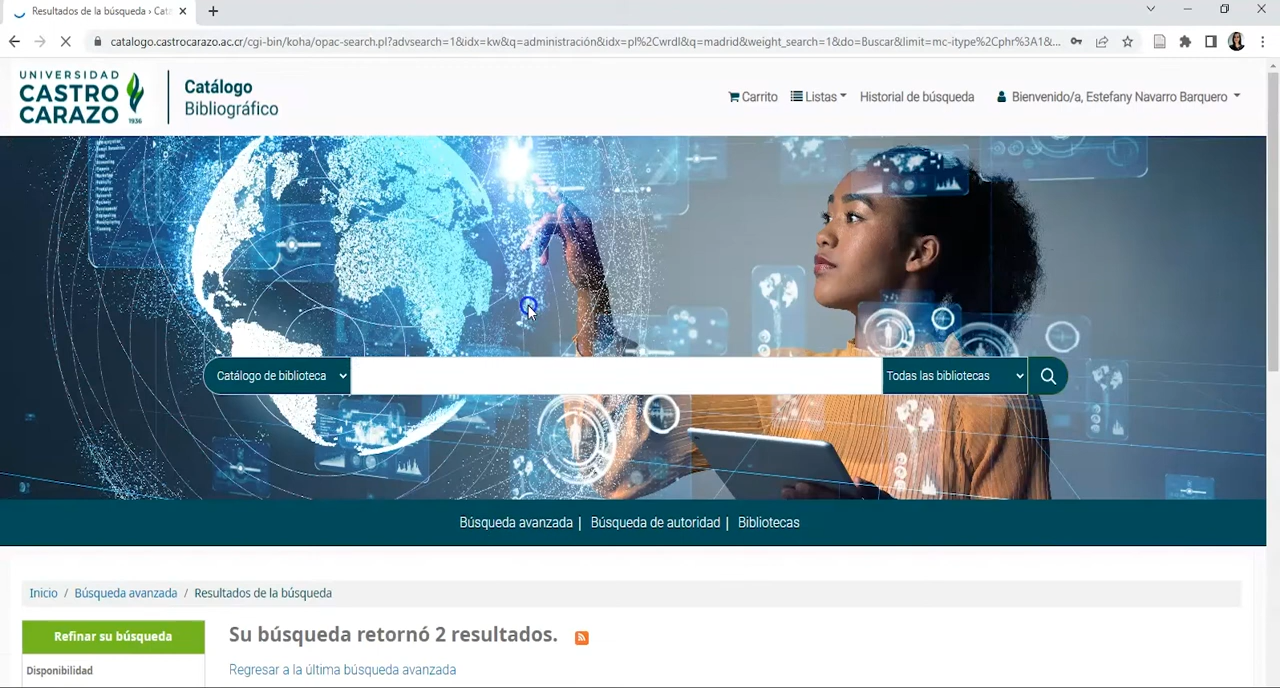 Resultados de la búsqueda › Cat
catalogo.castrocarazo.ac.cr/cgi-bin/koha/opac-search.pl?advsearch=1&idx=kw&q=administración&idx=pl%2Cwrdl&q=madrid&weight_search=1&do=Buscar&limit=mc-itype%2Cphr%3A1&...
UNIVERSIDAD
CASTRO
CARAZO
1936
Catálogo
Bibliográfico
Carrito
Listas
Historial de búsqueda
Bienvenido/a, Estefany Navarro Barquero
Catálogo de biblioteca
Todas las bibliotecas
Búsqueda avanzada | Búsqueda de autoridad | Bibliotecas
Inicio / Búsqueda avanzada / Resultados de la búsqueda
Refinar su búsqueda
Disponibilidad
Su búsqueda retornó 2 resultados.
Regresar a la última búsqueda avanzada